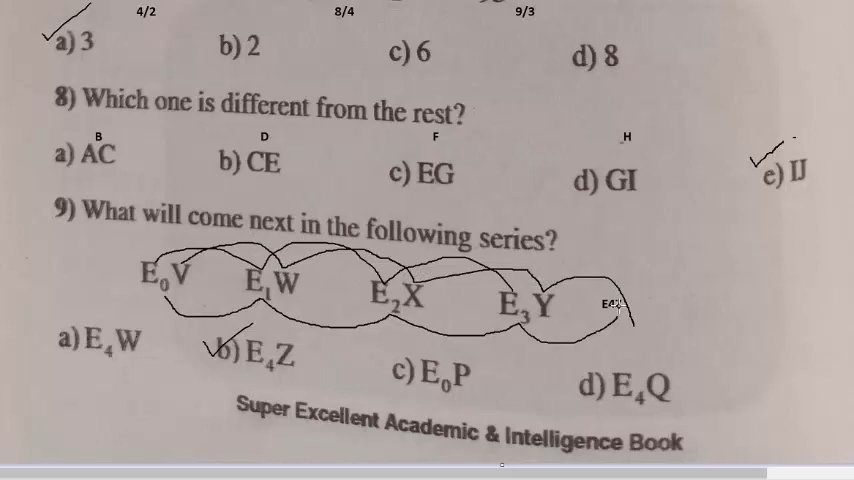 4/2 8/4 9/3
a) 3 b) 2 c) 6 d) 8
8) Which one is different from the rest?
B D F H -
a) AC b) CE c) EG d) GI e) IJ
9) What will come next in the following series?
E₀V E₁W E₂X E₃Y
a) E₄W b) E₄Z c) E₀P d) E₄Q
Super Excellent Academic & Intelligence Book